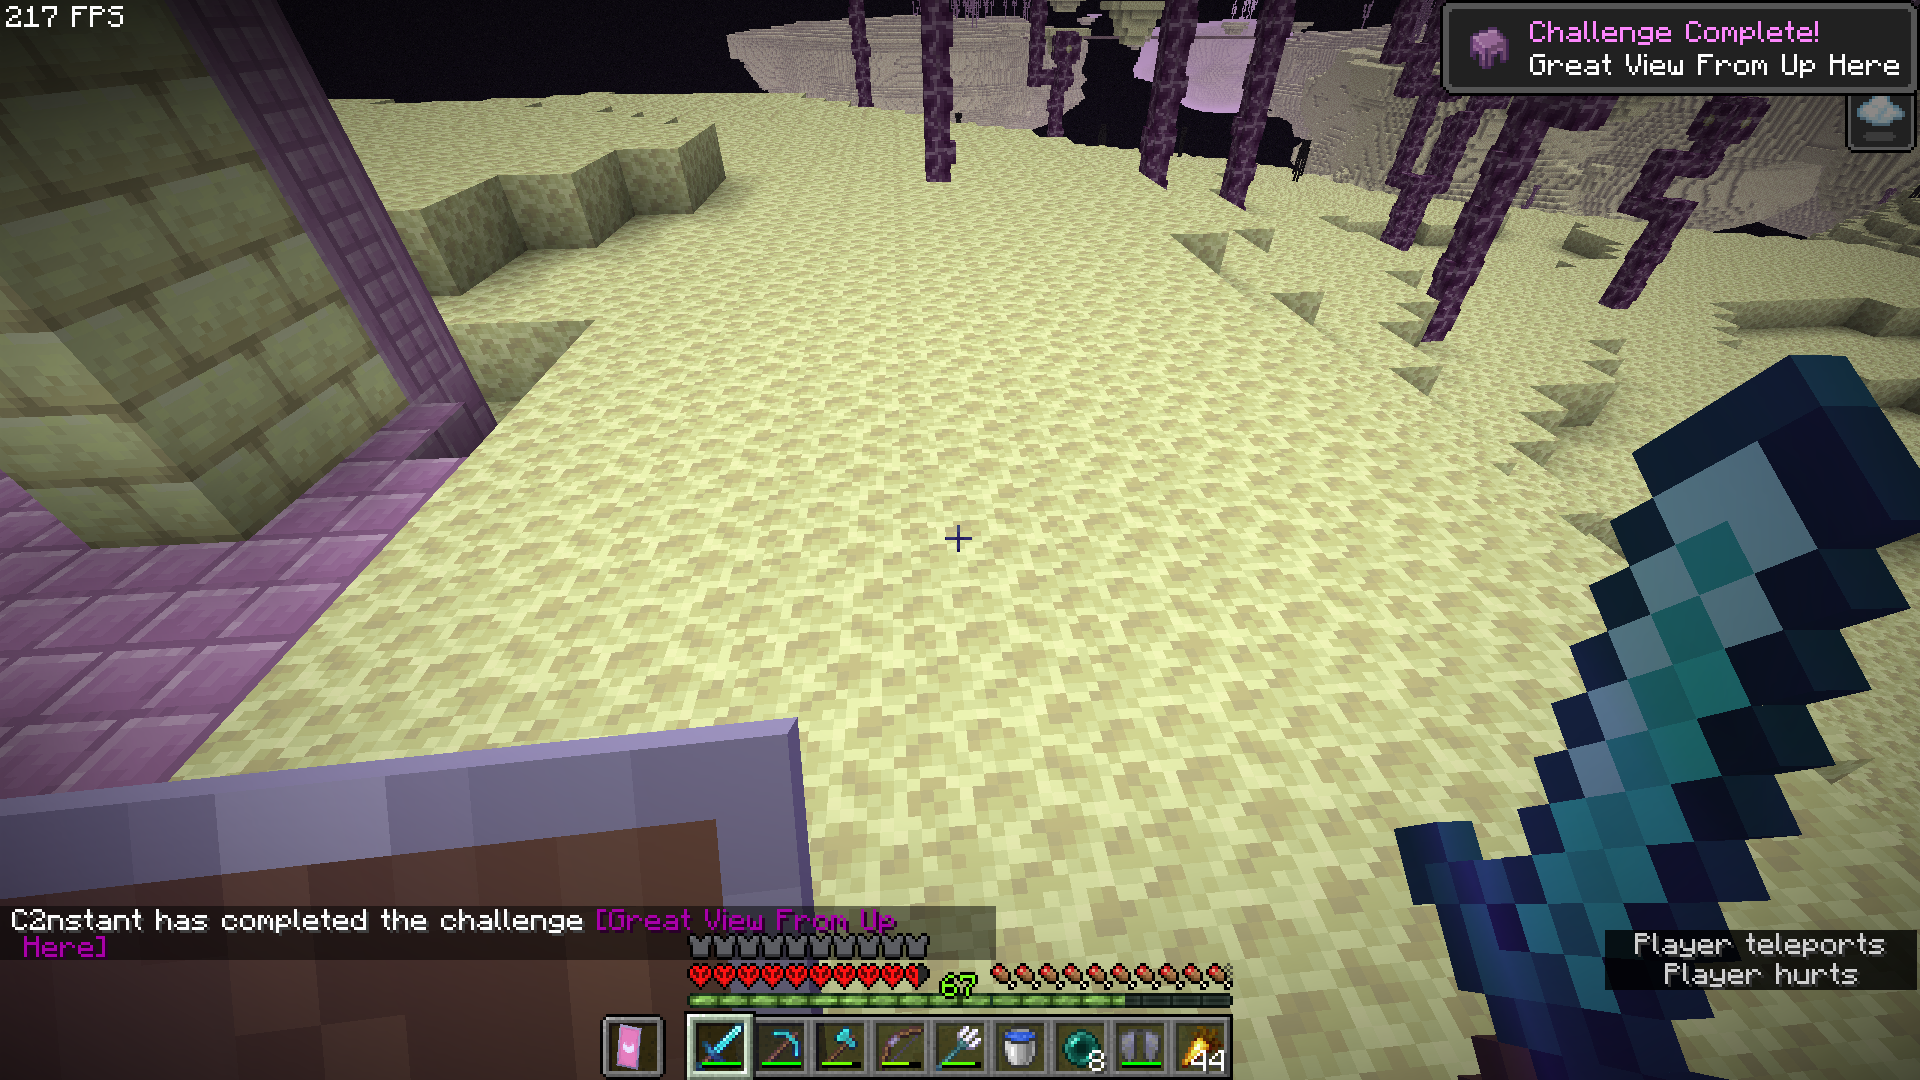 217 FPS
Challenge Complete!
Great View From Up Here
C2nstant has completed the challenge [Great View From Up
Here]
Player teleports
Player hurts
67
8
44